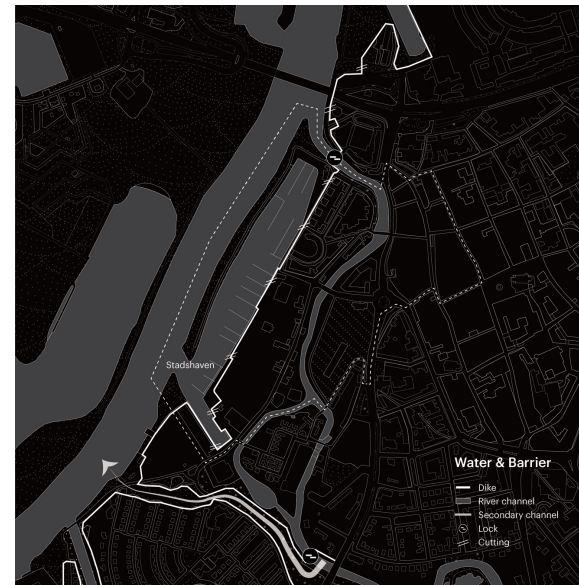 Stadshaven
Water & Barrier
Dike
River channel
Secondary channel
Lock
Cutting